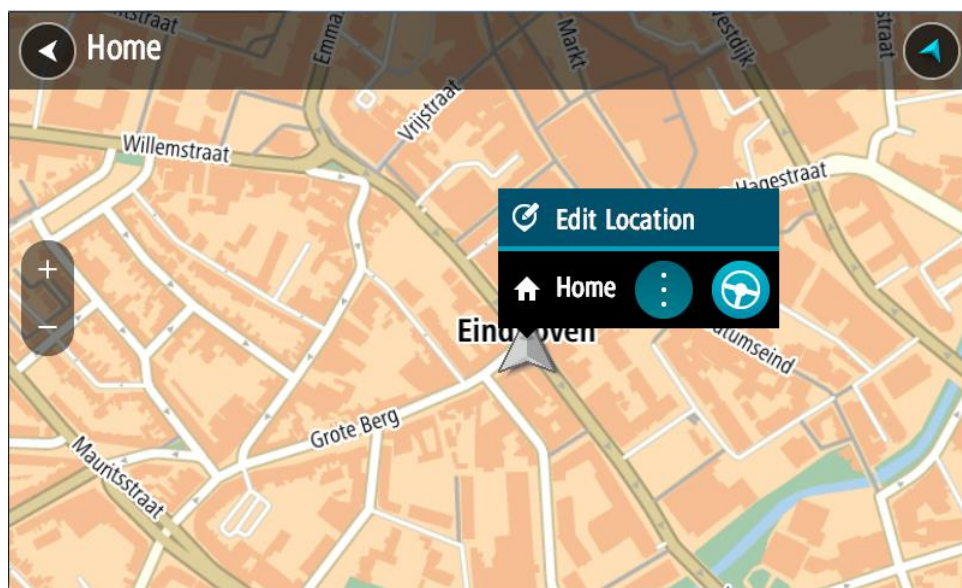 Home
Emma
Markt
Vrijstraat
Willemstraat
Hagestraat
Edit Location
Home
Grote Berg
Mauritsstraat